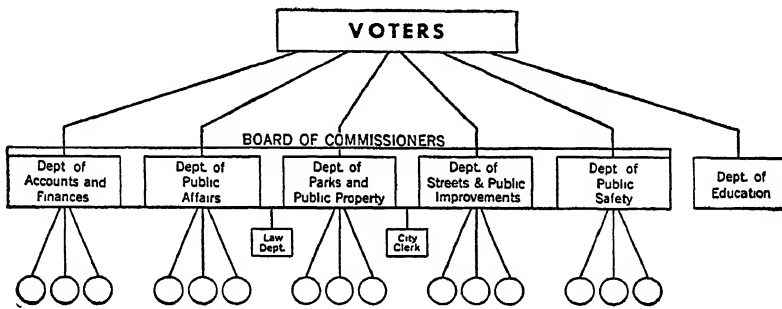 VOTERS
BOARD OF COMMISSIONERS
Dept of
Accounts and
Finances
Dept. of
Public
Affairs
Dept. of
Parks and
Public Property
Dept. of
Streets & Public
Improvements
Dept of
Public
Safety
Dept. of
Education
Law
Dept.
City
Clerk